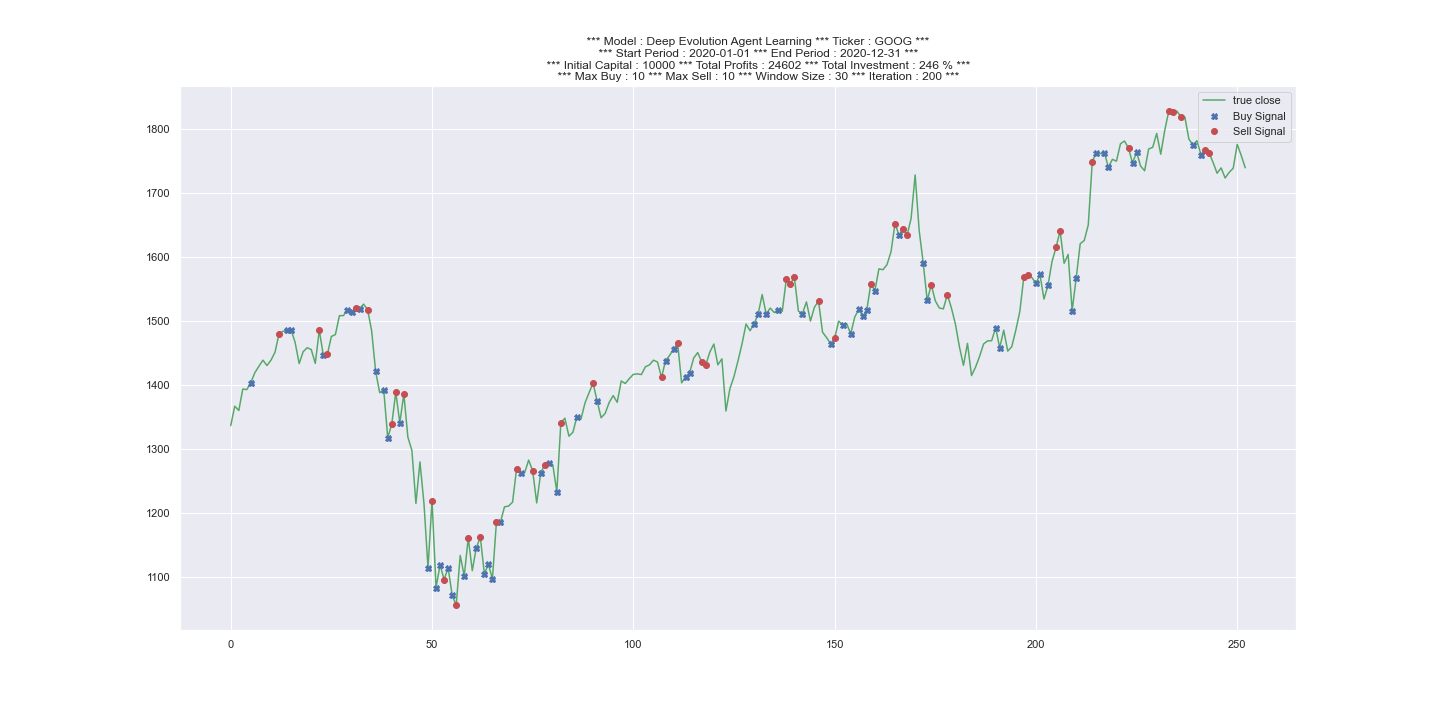 *** Model : Deep Evolution Agent Learning *** Ticker : GOOG ***
*** Start Period : 2020-01-01 *** End Period : 2020-12-31 ***
*** Initial Capital : 10000 *** Total Profits : 24602 *** Total Investment : 246 % ***
*** Max Buy : 10 *** Max Sell : 10 *** Window Size : 30 *** Iteration : 200 ***
true close
Buy Signal
Sell Signal
1800
1700
1600
1500
1400
1300
1200
1100
0 50 100 150 200 250